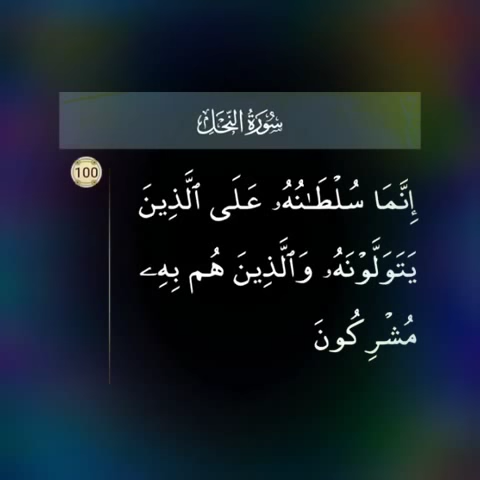 سُورَةُ النَّحْلِ
100
إِنَّمَا سُلْطَـٰنُهُۥ عَلَى ٱلَّذِينَ
يَتَوَلَّوْنَهُۥ وَٱلَّذِينَ هُم بِهِۦ
مُشْرِكُونَ